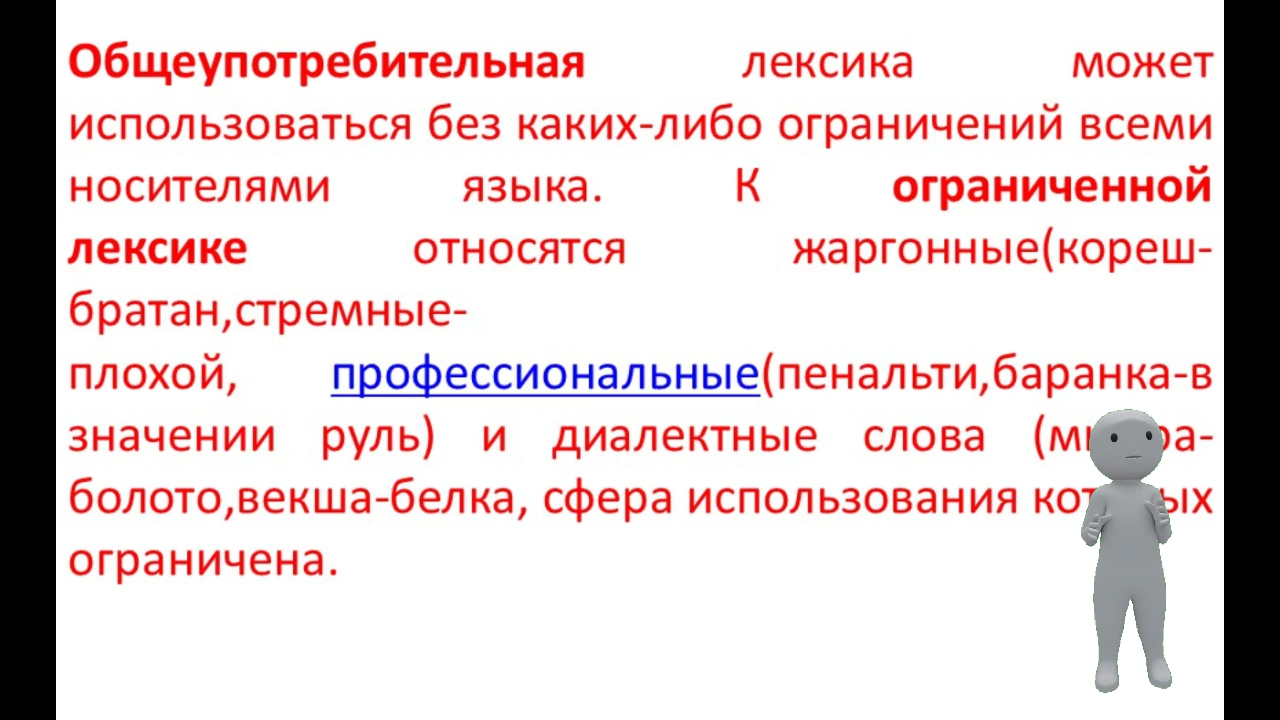 Общеупотребительная лексика может
использоваться без каких-либо ограничений всеми
носителями языка. К ограниченной
лексике относятся жаргонные(кореш-
братан,стремные-
плохой, профессиональные(пенальти,баранка-в
значении руль) и диалектные слова
болото,векша-белка, сфера использования которых
ограничена.